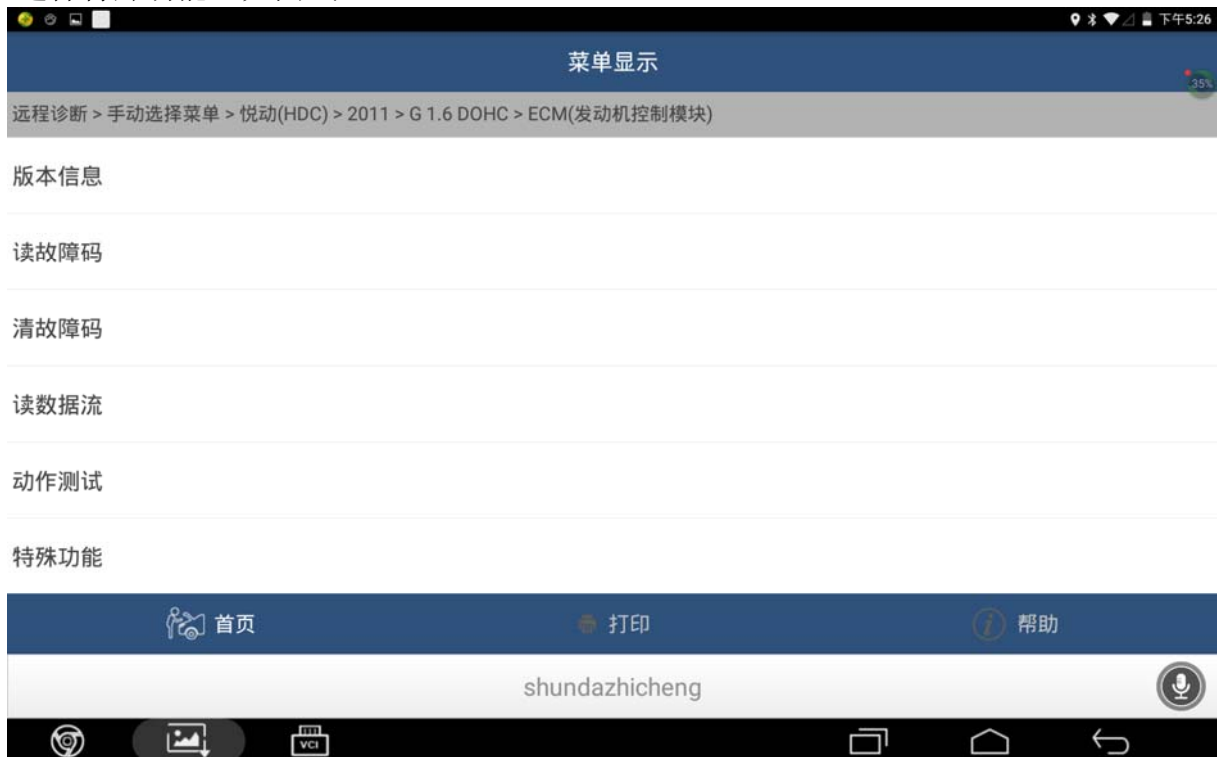 下午5:26
菜单显示
35%
远程诊断 > 手动选择菜单 > 悦动(HDC) > 2011 > G 1.6 DOHC > ECM(发动机控制模块)
版本信息
读故障码
清故障码
读数据流
动作测试
特殊功能
首页 打印 帮助
shundazhicheng
VCI